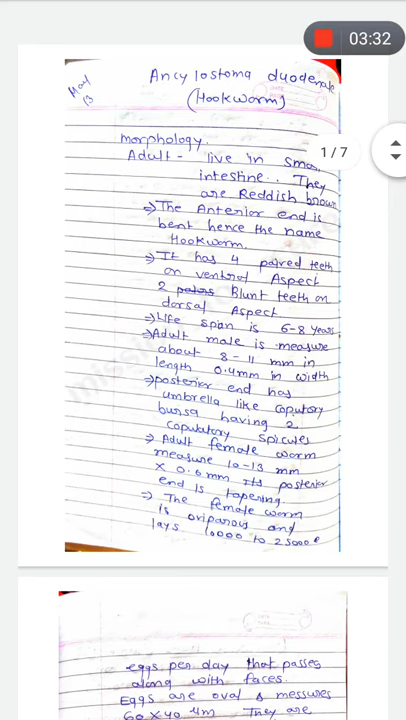 03:32
1 / 7
Ancylostoma duodenale
(Hookworm)
morphology.
Adult - live in small
intestine.. They
are Reddish brown
⇒ The Anterior end is
bent hence the name
Hookworm.
⇒ It has 4 paired teeth
on ventral Aspect
2 Blunt teeth on
dorsal Aspect
⇒ Life span is 6-8 years
⇒ Adult male is measure
about 8-11 mm in
length 0.4mm in width
⇒ posterior end has
umbrella like coputory
bursa having 2
copulatory spicules
⇒ Adult female worm
measure 10-13 mm
x 0.6mm Its posterior
end is tapering.
⇒ The female worm
is oviparous and
lays 10000 to 25000
eggs per day that passes
along with faces.
Eggs are oval & messures
60 x 40 μm They are